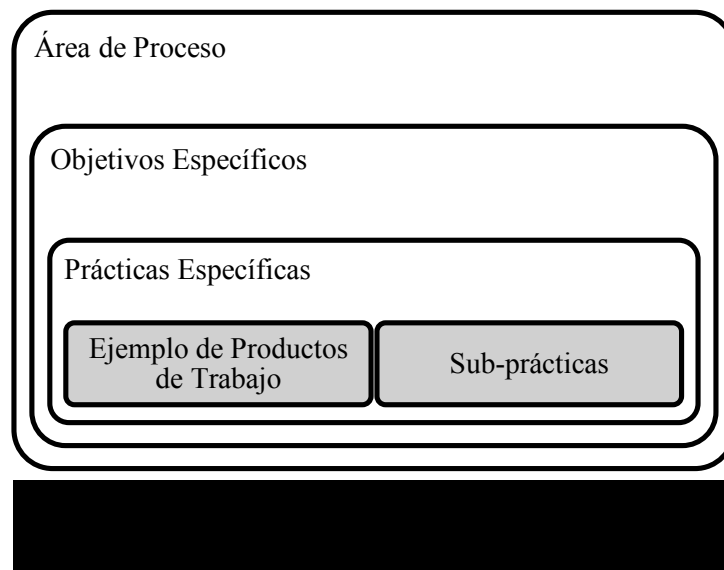 Área de Proceso
Objetivos Específicos
Prácticas Específicas
Ejemplo de Productos
de Trabajo
Sub-prácticas